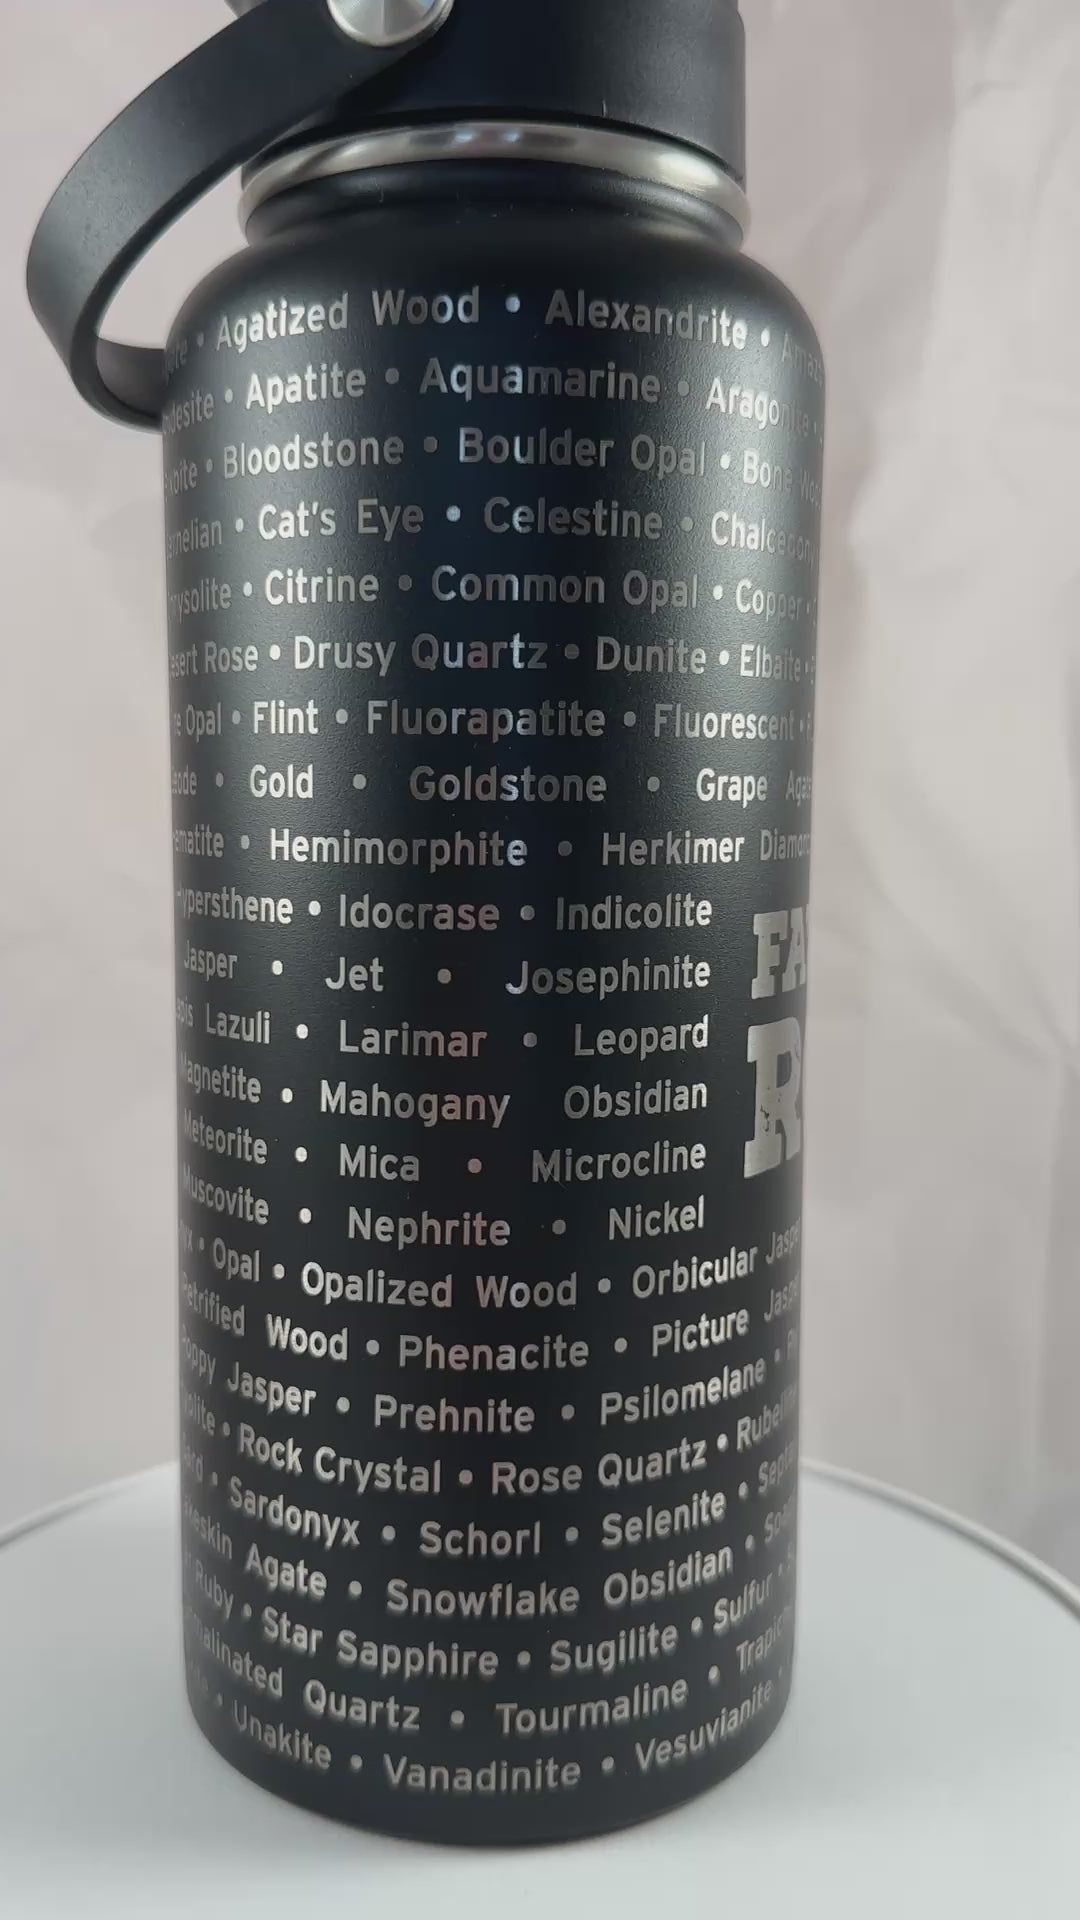 • Agatized Wood • Alexandrite •
• Apatite • Aquamarine • Aragonite •
• Bloodstone • Boulder Opal •
• Cat's Eye • Celestine • Chalcedony
• Citrine • Common Opal • Copper •
Rose • Drusy Quartz • Dunite • Elbaite •
Opal • Flint • Fluorapatite • Fluorescent •
• Gold • Goldstone • Grape
• Hemimorphite • Herkimer
• Idocrase • Indicolite
Jasper • Jet • Josephinite
Lazuli • Larimar • Leopard
Magnetite • Mahogany Obsidian
Meteorite • Mica • Microcline
Muscovite • Nephrite • Nickel
• Opal • Opalized Wood • Orbicular Jasper
Petrified Wood • Phenacite • Picture Jasper
Poppy Jasper • Prehnite • Psilomelane •
• Rock Crystal • Rose Quartz •
• Sardonyx • Schorl • Selenite •
Agate • Snowflake Obsidian •
Ruby • Star Sapphire • Sugilite • Sulfur •
Quartz • Tourmaline •
• Unakite • Vanadinite • Vesuvianite